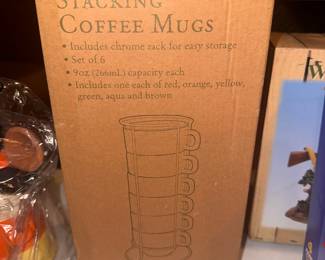 STACKING
COFFEE MUGS
• Includes chrome rack for easy storage
• Set of 6
• 9oz (266mL) capacity each
• Includes one each of red, orange, yellow,
green, aqua and brown